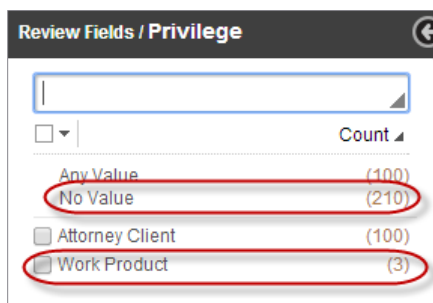 Review Fields / Privilege
Count
Any Value (100)
No Value (210)
Attorney Client (100)
Work Product (3)